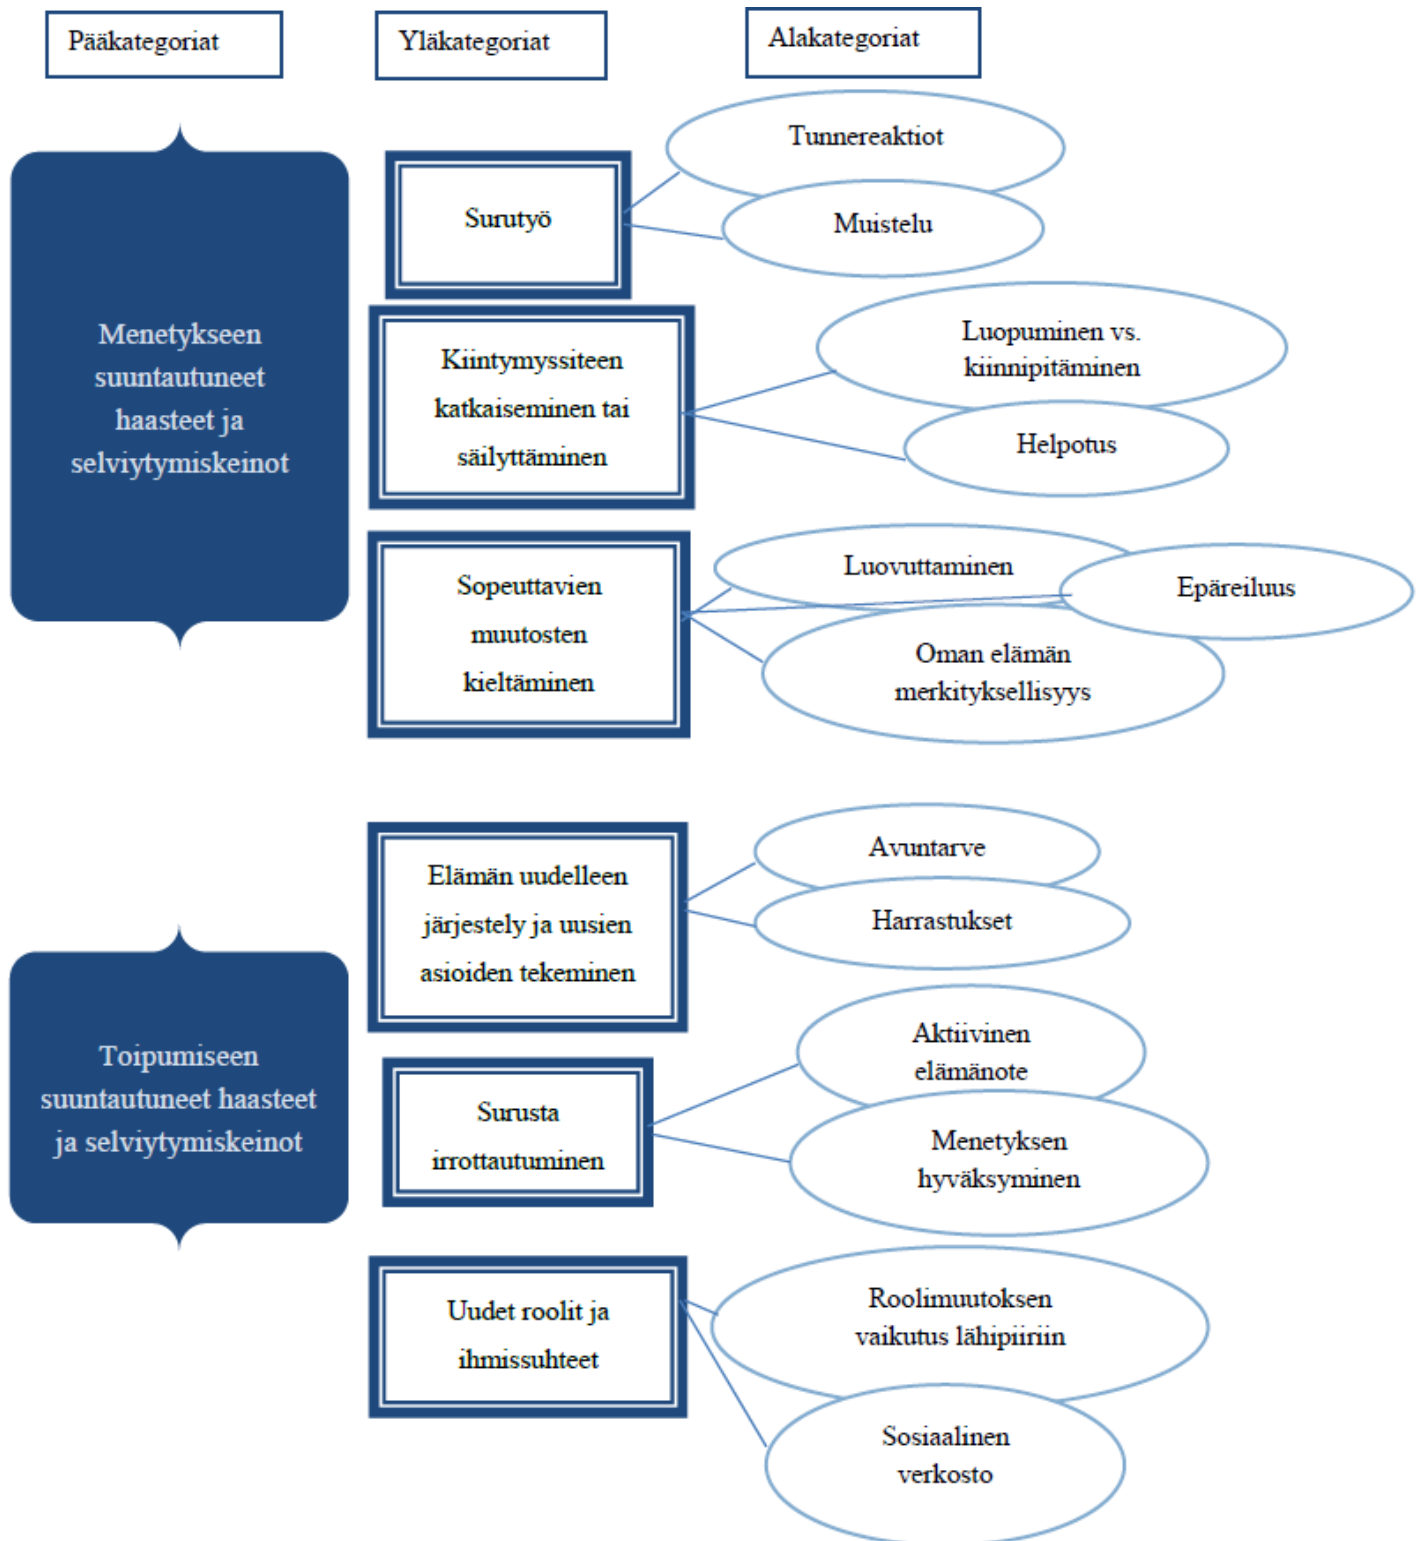 Pääkategoriat
Yläkategoriat
Alakategoriat
Menetykseen
suuntautuneet
haasteet ja
selviytymiskeinot
Surutyö
Tunnereaktiot
Muistelu
Kiintymyssiteen
katkaiseminen tai
säilyttäminen
Luopuminen vs.
kiinnipitäminen
Helpotus
Sopeuttavien
muutosten
kieltäminen
Luovuttaminen
Epäreiluus
Oman elämän
merkityksellisyys
Toipumiseen
suuntautuneet haasteet
ja selviytymiskeinot
Elämän uudelleen
järjestely ja uusien
asioiden tekeminen
Avuntarve
Harrastukset
Surusta
irrottautuminen
Aktiivinen
elämänote
Menetyksen
hyväksyminen
Uudet roolit ja
ihmissuhteet
Roolimuutoksen
vaikutus lähipiiriin
Sosiaalinen
verkosto